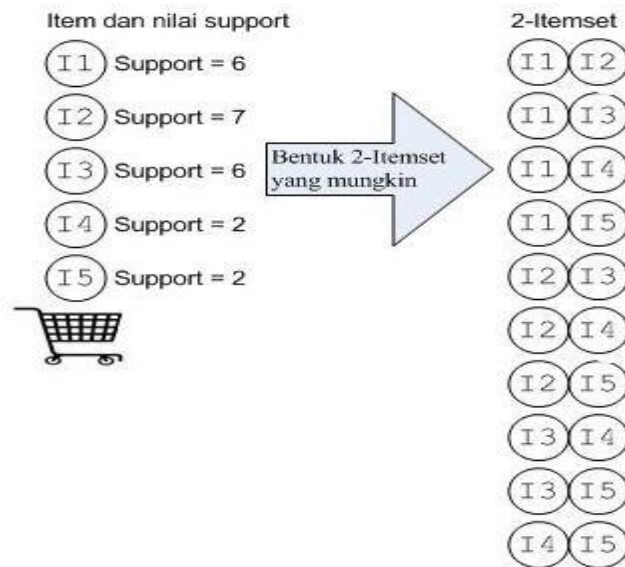 Item dan nilai support
I1 Support = 6
I2 Support = 7
I3 Support = 6
I4 Support = 2
I5 Support = 2
Bentuk 2-Itemset
yang mungkin
2-Itemset
I1 I2
I1 I3
I1 I4
I1 I5
I2 I3
I2 I4
I2 I5
I3 I4
I3 I5
I4 I5